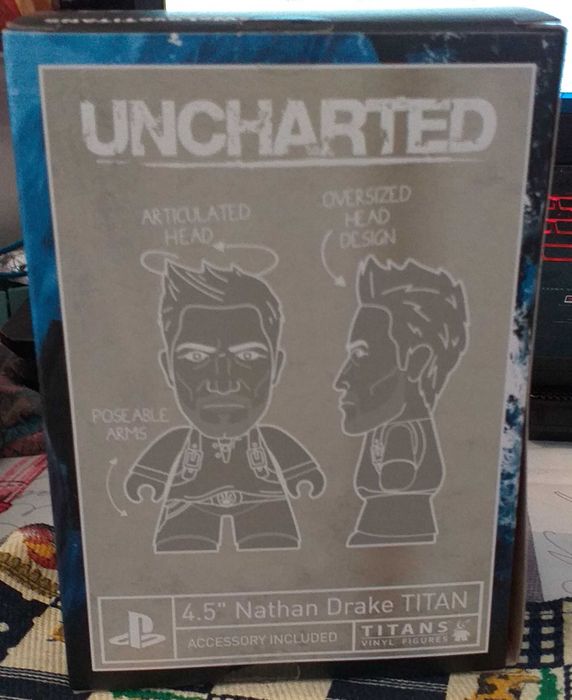 UNCHARTED
ARTICULATED
HEAD
OVERSIZED
HEAD
DESIGN
POSEABLE
ARMS
4.5" Nathan Drake TITAN
ACCESSORY INCLUDED
TITANS
VINYL FIGURES